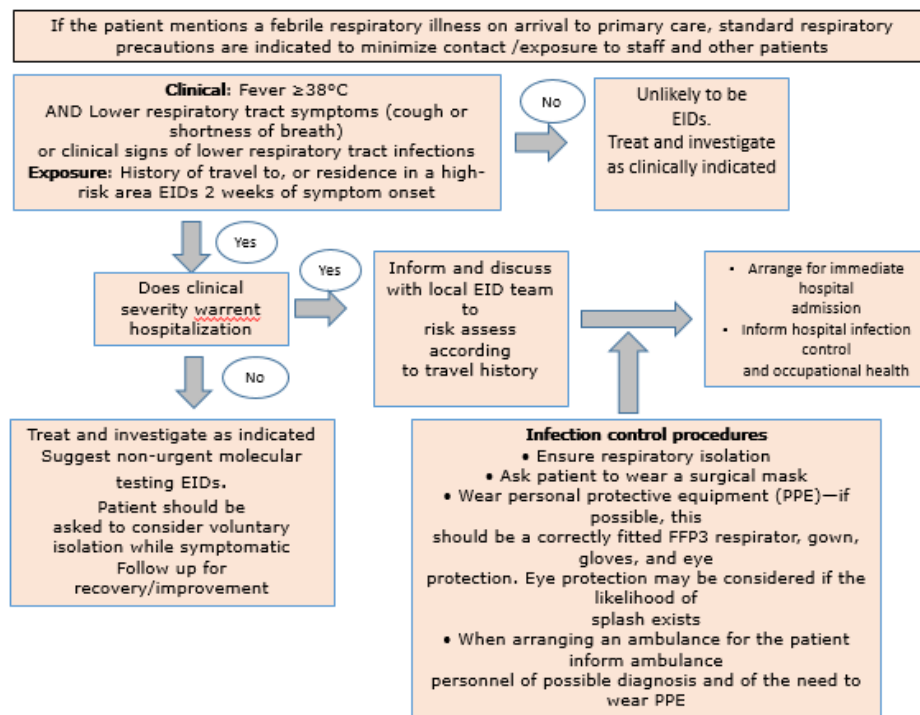 If the patient mentions a febrile respiratory illness on arrival to primary care, standard respiratory
precautions are indicated to minimize contact /exposure to staff and other patients
Clinical: Fever ≥38°C
AND Lower respiratory tract symptoms (cough or
shortness of breath)
or clinical signs of lower respiratory tract infections
Exposure: History of travel to, or residence in a high-
risk area EIDs 2 weeks of symptom onset
No
Unlikely to be
EIDs.
Treat and investigate
as clinically indicated
Yes
Does clinical
severity warrent
hospitalization
Yes
Inform and discuss
with local EID team
to
risk assess
according
to travel history
• Arrange for immediate
hospital
admission
• Inform hospital infection
control
and occupational health
No
Treat and investigate as indicated
Suggest non-urgent molecular
testing EIDs.
Patient should be
asked to consider voluntary
isolation while symptomatic
Follow up for
recovery/improvement
Infection control procedures
• Ensure respiratory isolation
• Ask patient to wear a surgical mask
• Wear personal protective equipment (PPE)—if
possible, this
should be a correctly fitted FFP3 respirator, gown,
gloves, and eye
protection. Eye protection may be considered if the
likelihood of
splash exists
• When arranging an ambulance for the patient
inform ambulance
personnel of possible diagnosis and of the need to
wear PPE